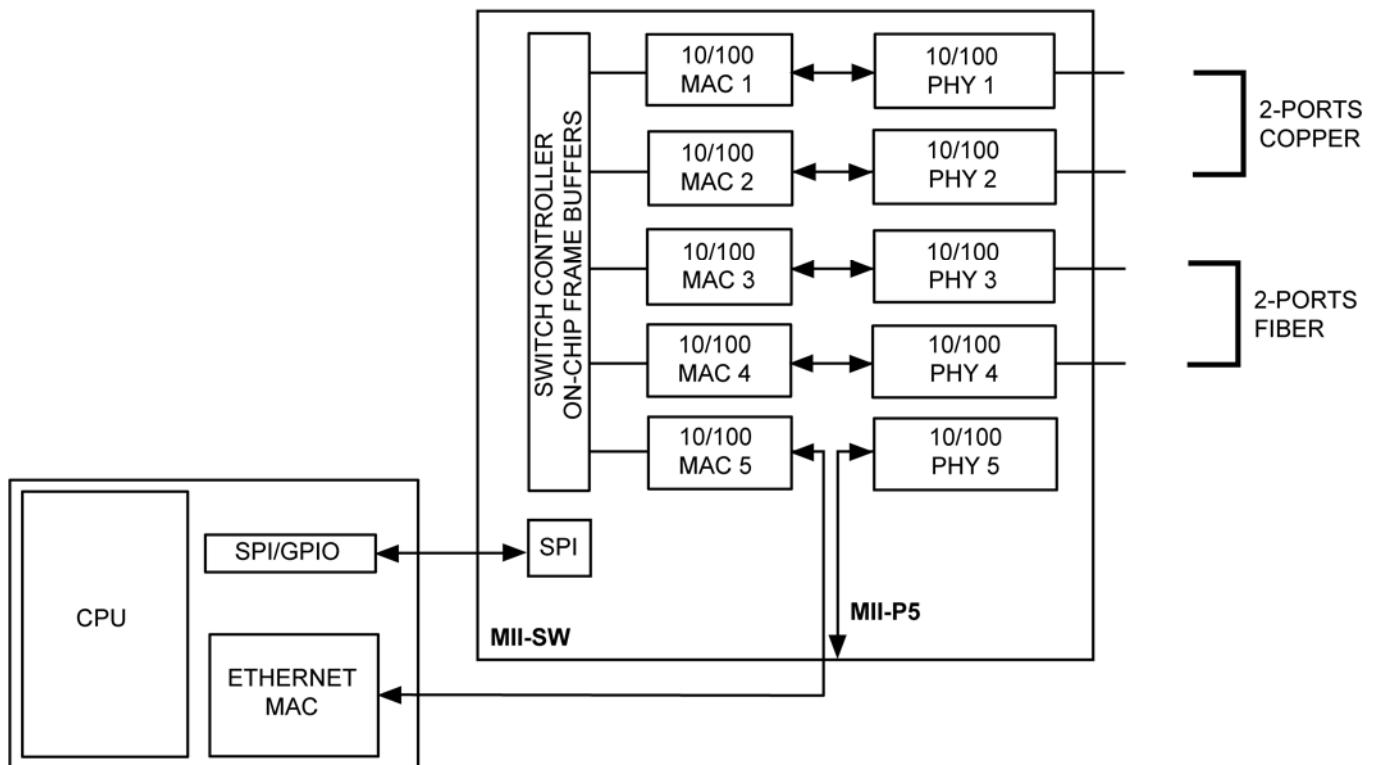 SWITCH CONTROLLER
ON-CHIP FRAME BUFFERS
10/100
MAC 1
10/100
PHY 1
10/100
MAC 2
10/100
PHY 2
2-PORTS
COPPER
10/100
MAC 3
10/100
PHY 3
10/100
MAC 4
10/100
PHY 4
2-PORTS
FIBER
10/100
MAC 5
10/100
PHY 5
CPU
SPI/GPIO
SPI
ETHERNET
MAC
MII-SW
MII-P5